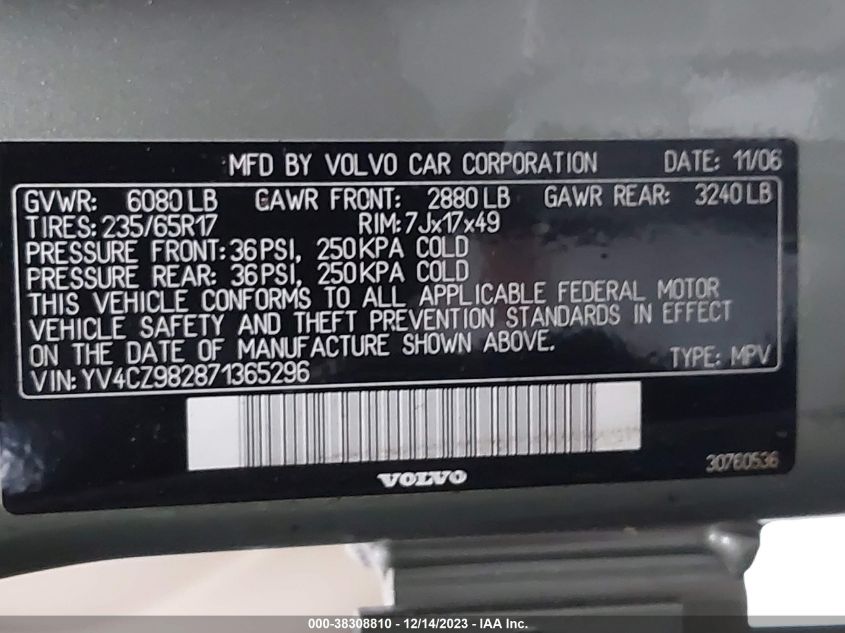 MFD BY VOLVO CAR CORPORATION DATE: 11/06
GVWR: 6080 LB GAWR FRONT: 2880 LB GAWR REAR: 3240 LB
TIRES: 235/65R17 RIM: 7Jx17x49
PRESSURE FRONT: 36 PSI, 250 KPA COLD
PRESSURE REAR: 36 PSI, 250 KPA COLD
THIS VEHICLE CONFORMS TO ALL APPLICABLE FEDERAL MOTOR
VEHICLE SAFETY AND THEFT PREVENTION STANDARDS IN EFFECT
ON THE DATE OF MANUFACTURE SHOWN ABOVE.
TYPE: MPV
VIN: YV4CZ982871365296
30760536
VOLVO
000-38308810 - 12/14/2023 - IAA Inc.